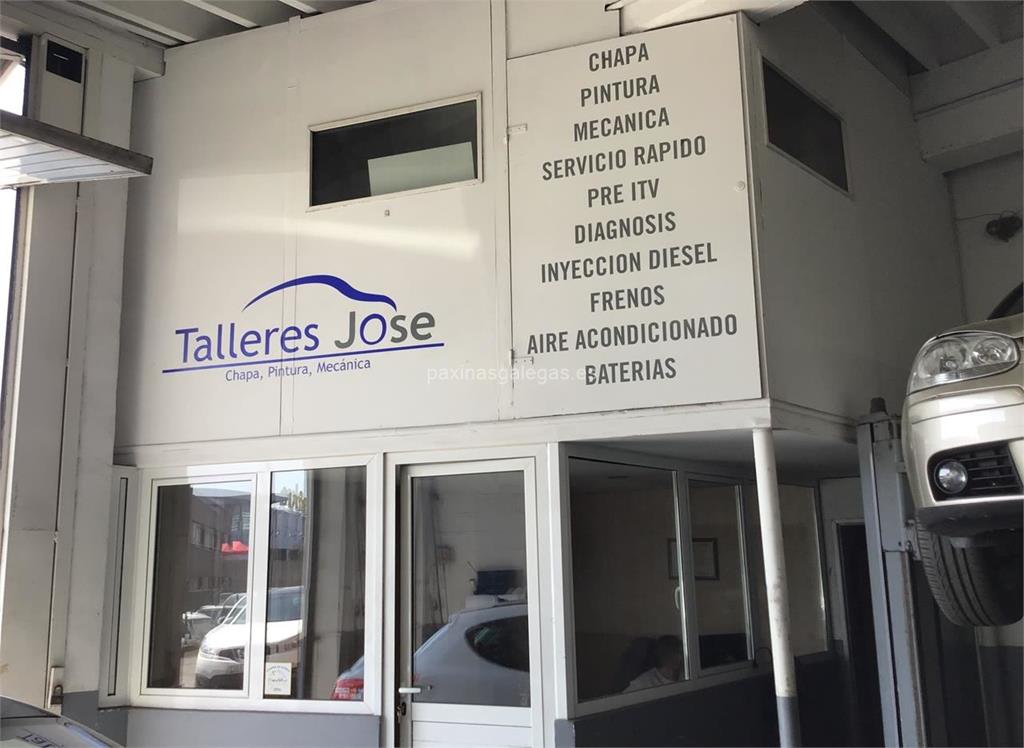 CHAPA
PINTURA
MECANICA
SERVICIO RAPIDO
PRE ITV
DIAGNOSIS
INYECCION DIESEL
FRENOS
AIRE ACONDICIONADO
BATERIAS
Talleres Jose
Chapa, Pintura, Mecánica
paxinasgalegas.es